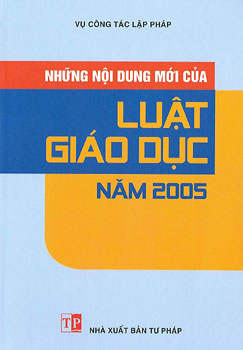 VỤ CÔNG TÁC LẬP PHÁP
NHỮNG NỘI DUNG MỚI CỦA
LUẬT
GIÁO DỤC
NĂM 2005
TP
NHÀ XUẤT BẢN TƯ PHÁP